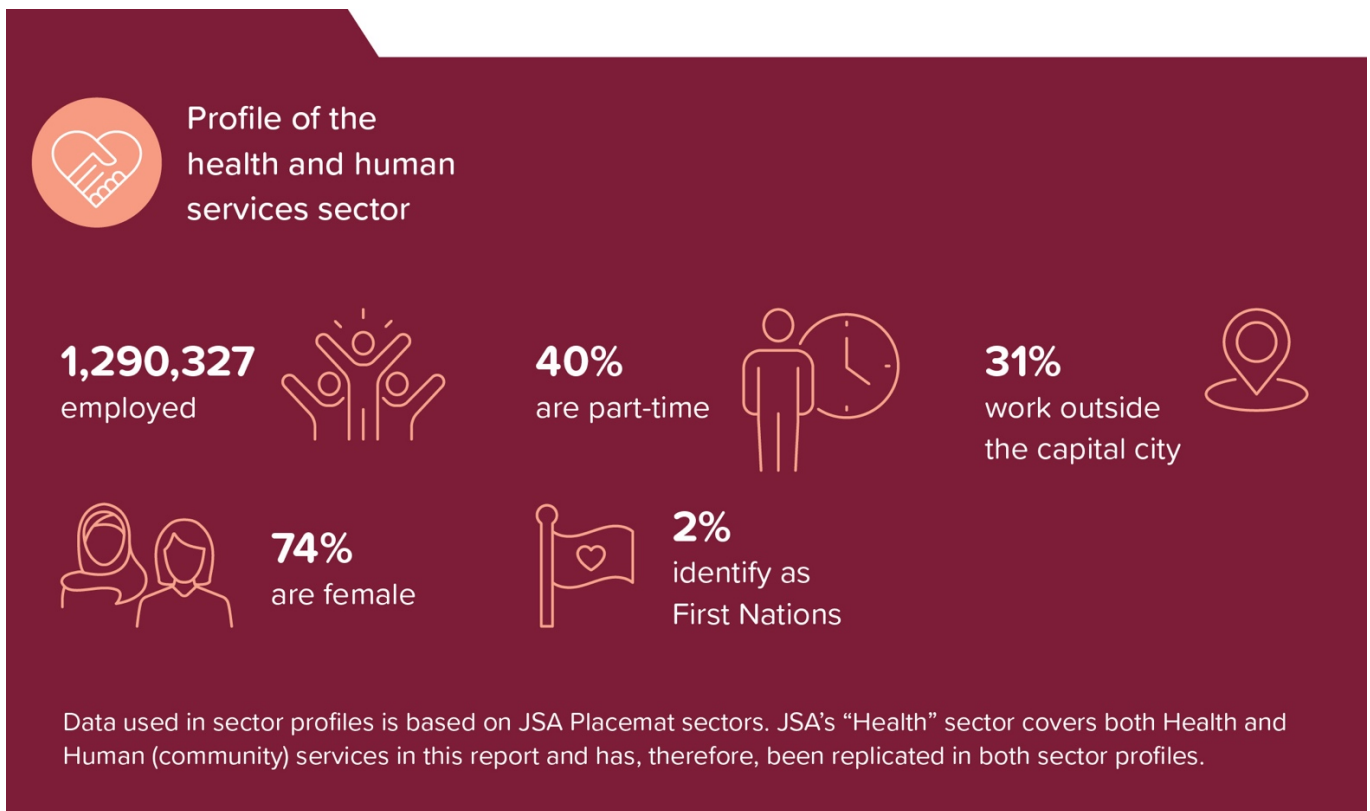 Profile of the
health and human
services sector
1,290,327
employed
40%
are part-time
31%
work outside
the capital city
74%
are female
2%
identify as
First Nations
Data used in sector profiles is based on JSA Placemat sectors. JSA’s “Health” sector covers both Health and
Human (community) services in this report and has, therefore, been replicated in both sector profiles.